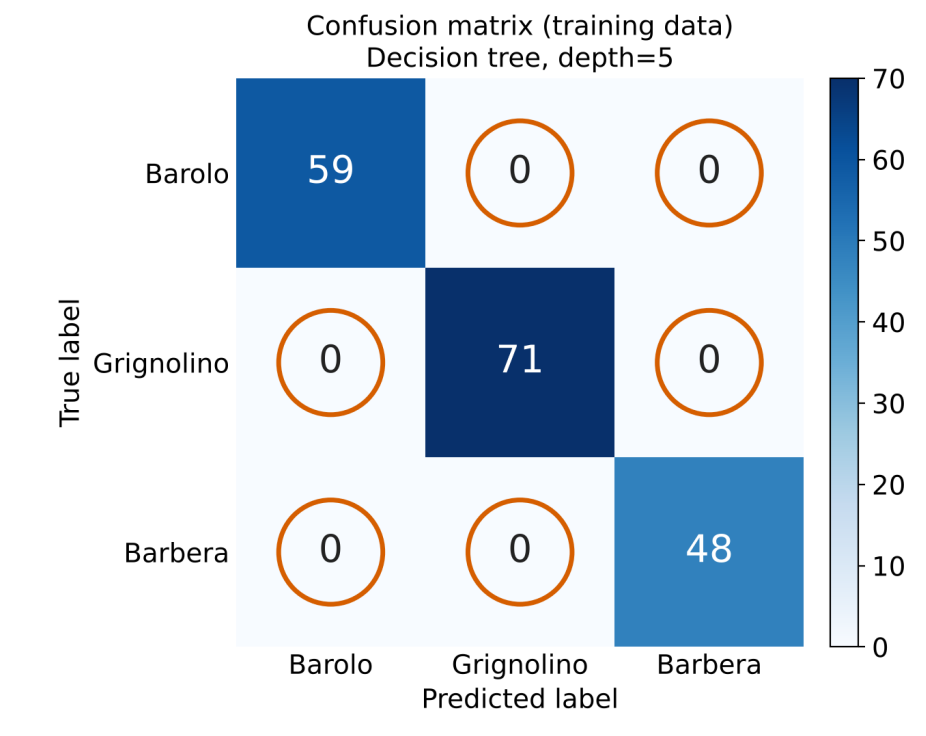 Confusion matrix (training data)
Decision tree, depth=5
Barolo 59 0 0
Grignolino 0 71 0
Barbera 0 0 48
True label
Barolo Grignolino Barbera
Predicted label
70
60
50
40
30
20
10
0